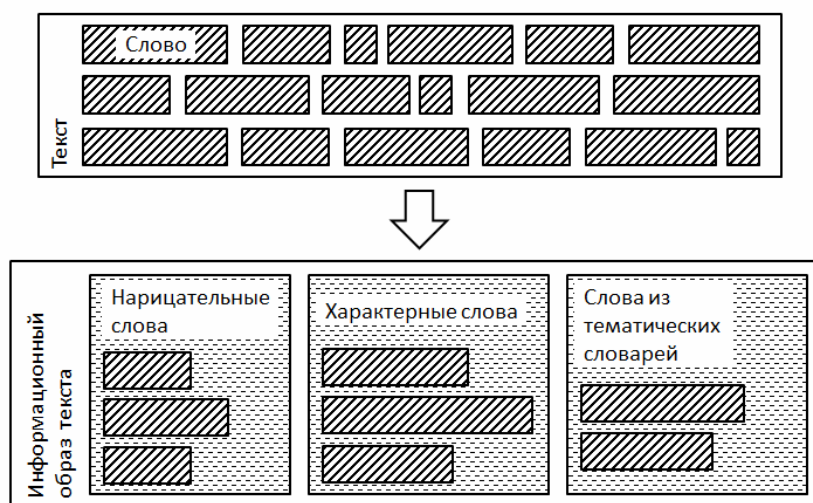 Слово
Текст
Нарицательные
слова
Характерные слова
Слова из
тематических
словарей
Информационный
образ текста